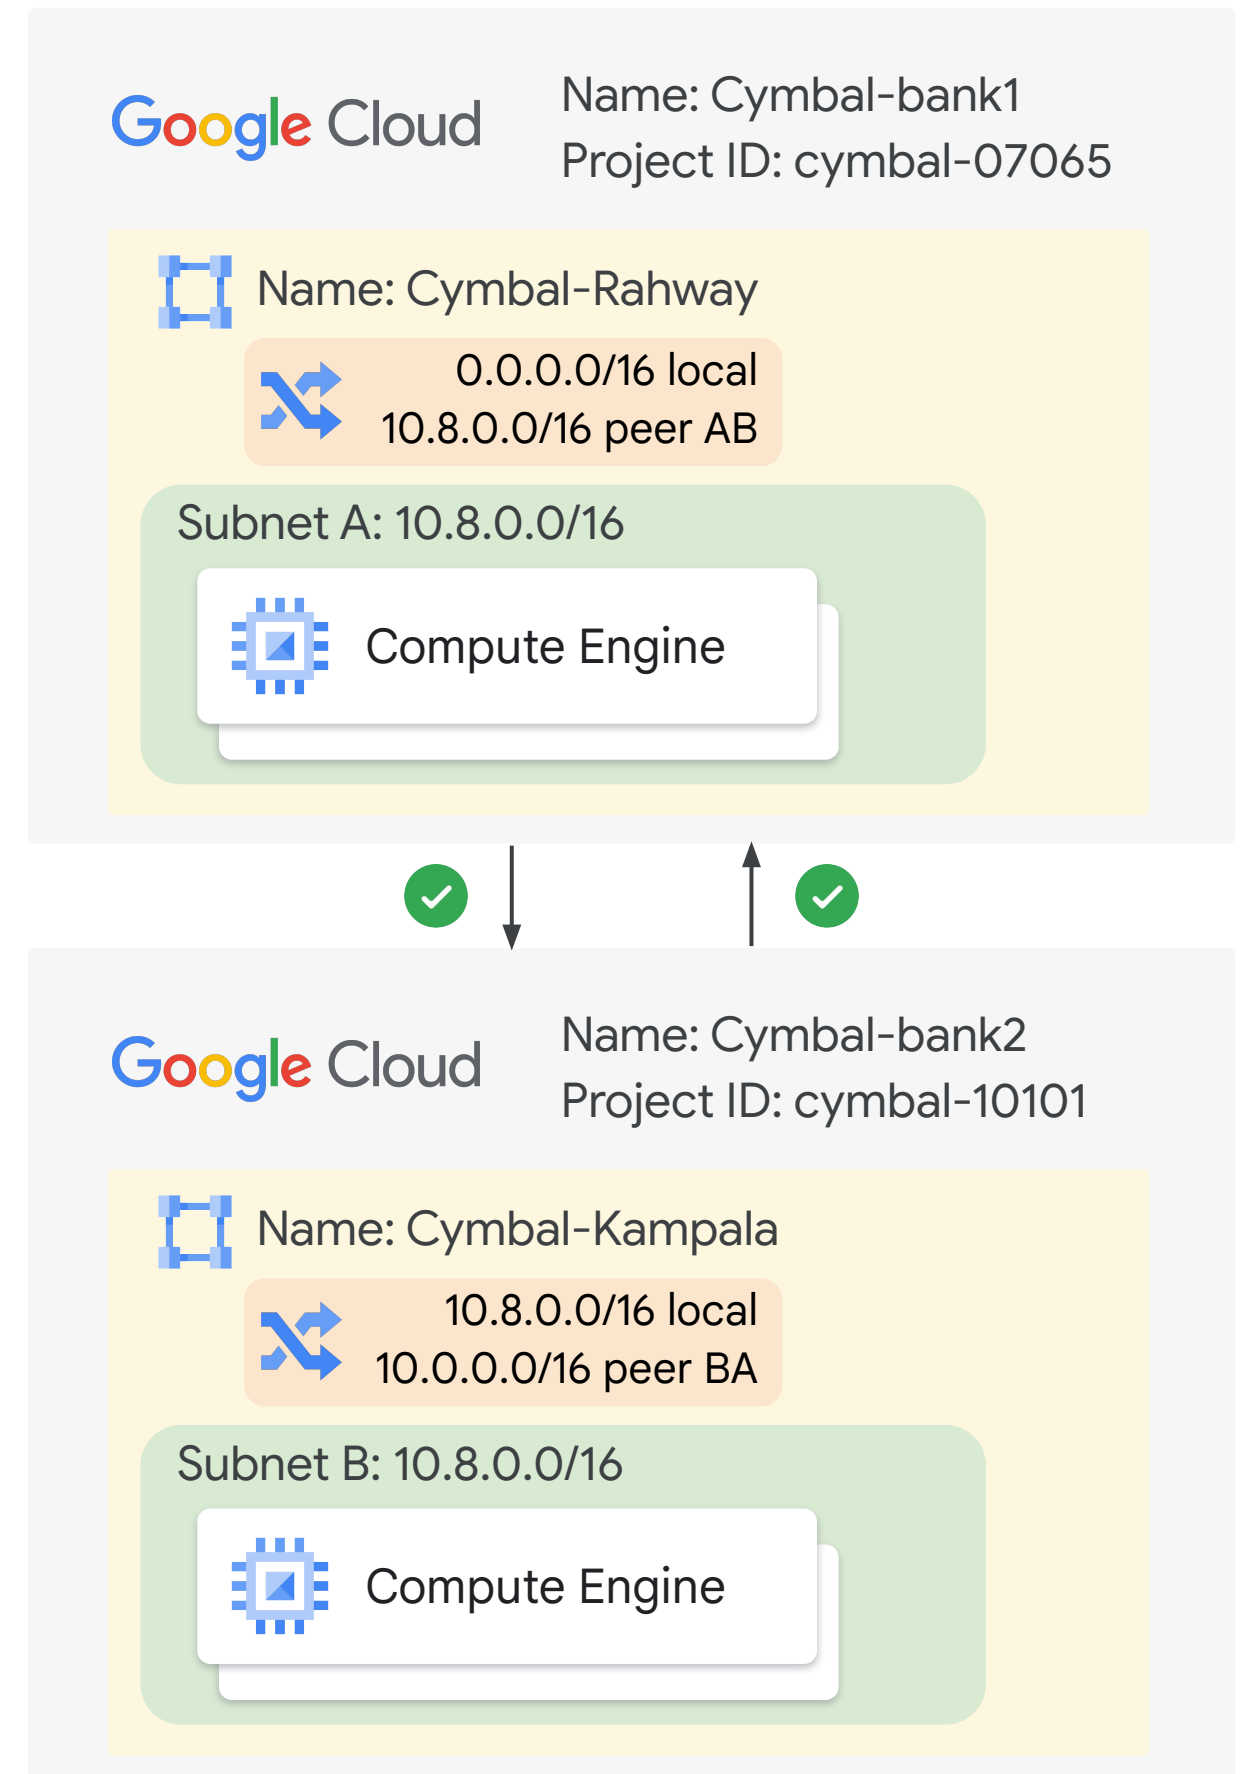 Google Cloud
Name: Cymbal-bank1
Project ID: cymbal-07065
Name: Cymbal-Rahway
0.0.0.0/16 local
10.8.0.0/16 peer AB
Subnet A: 10.8.0.0/16
Compute Engine
Google Cloud
Name: Cymbal-bank2
Project ID: cymbal-10101
Name: Cymbal-Kampala
10.8.0.0/16 local
10.0.0.0/16 peer BA
Subnet B: 10.8.0.0/16
Compute Engine